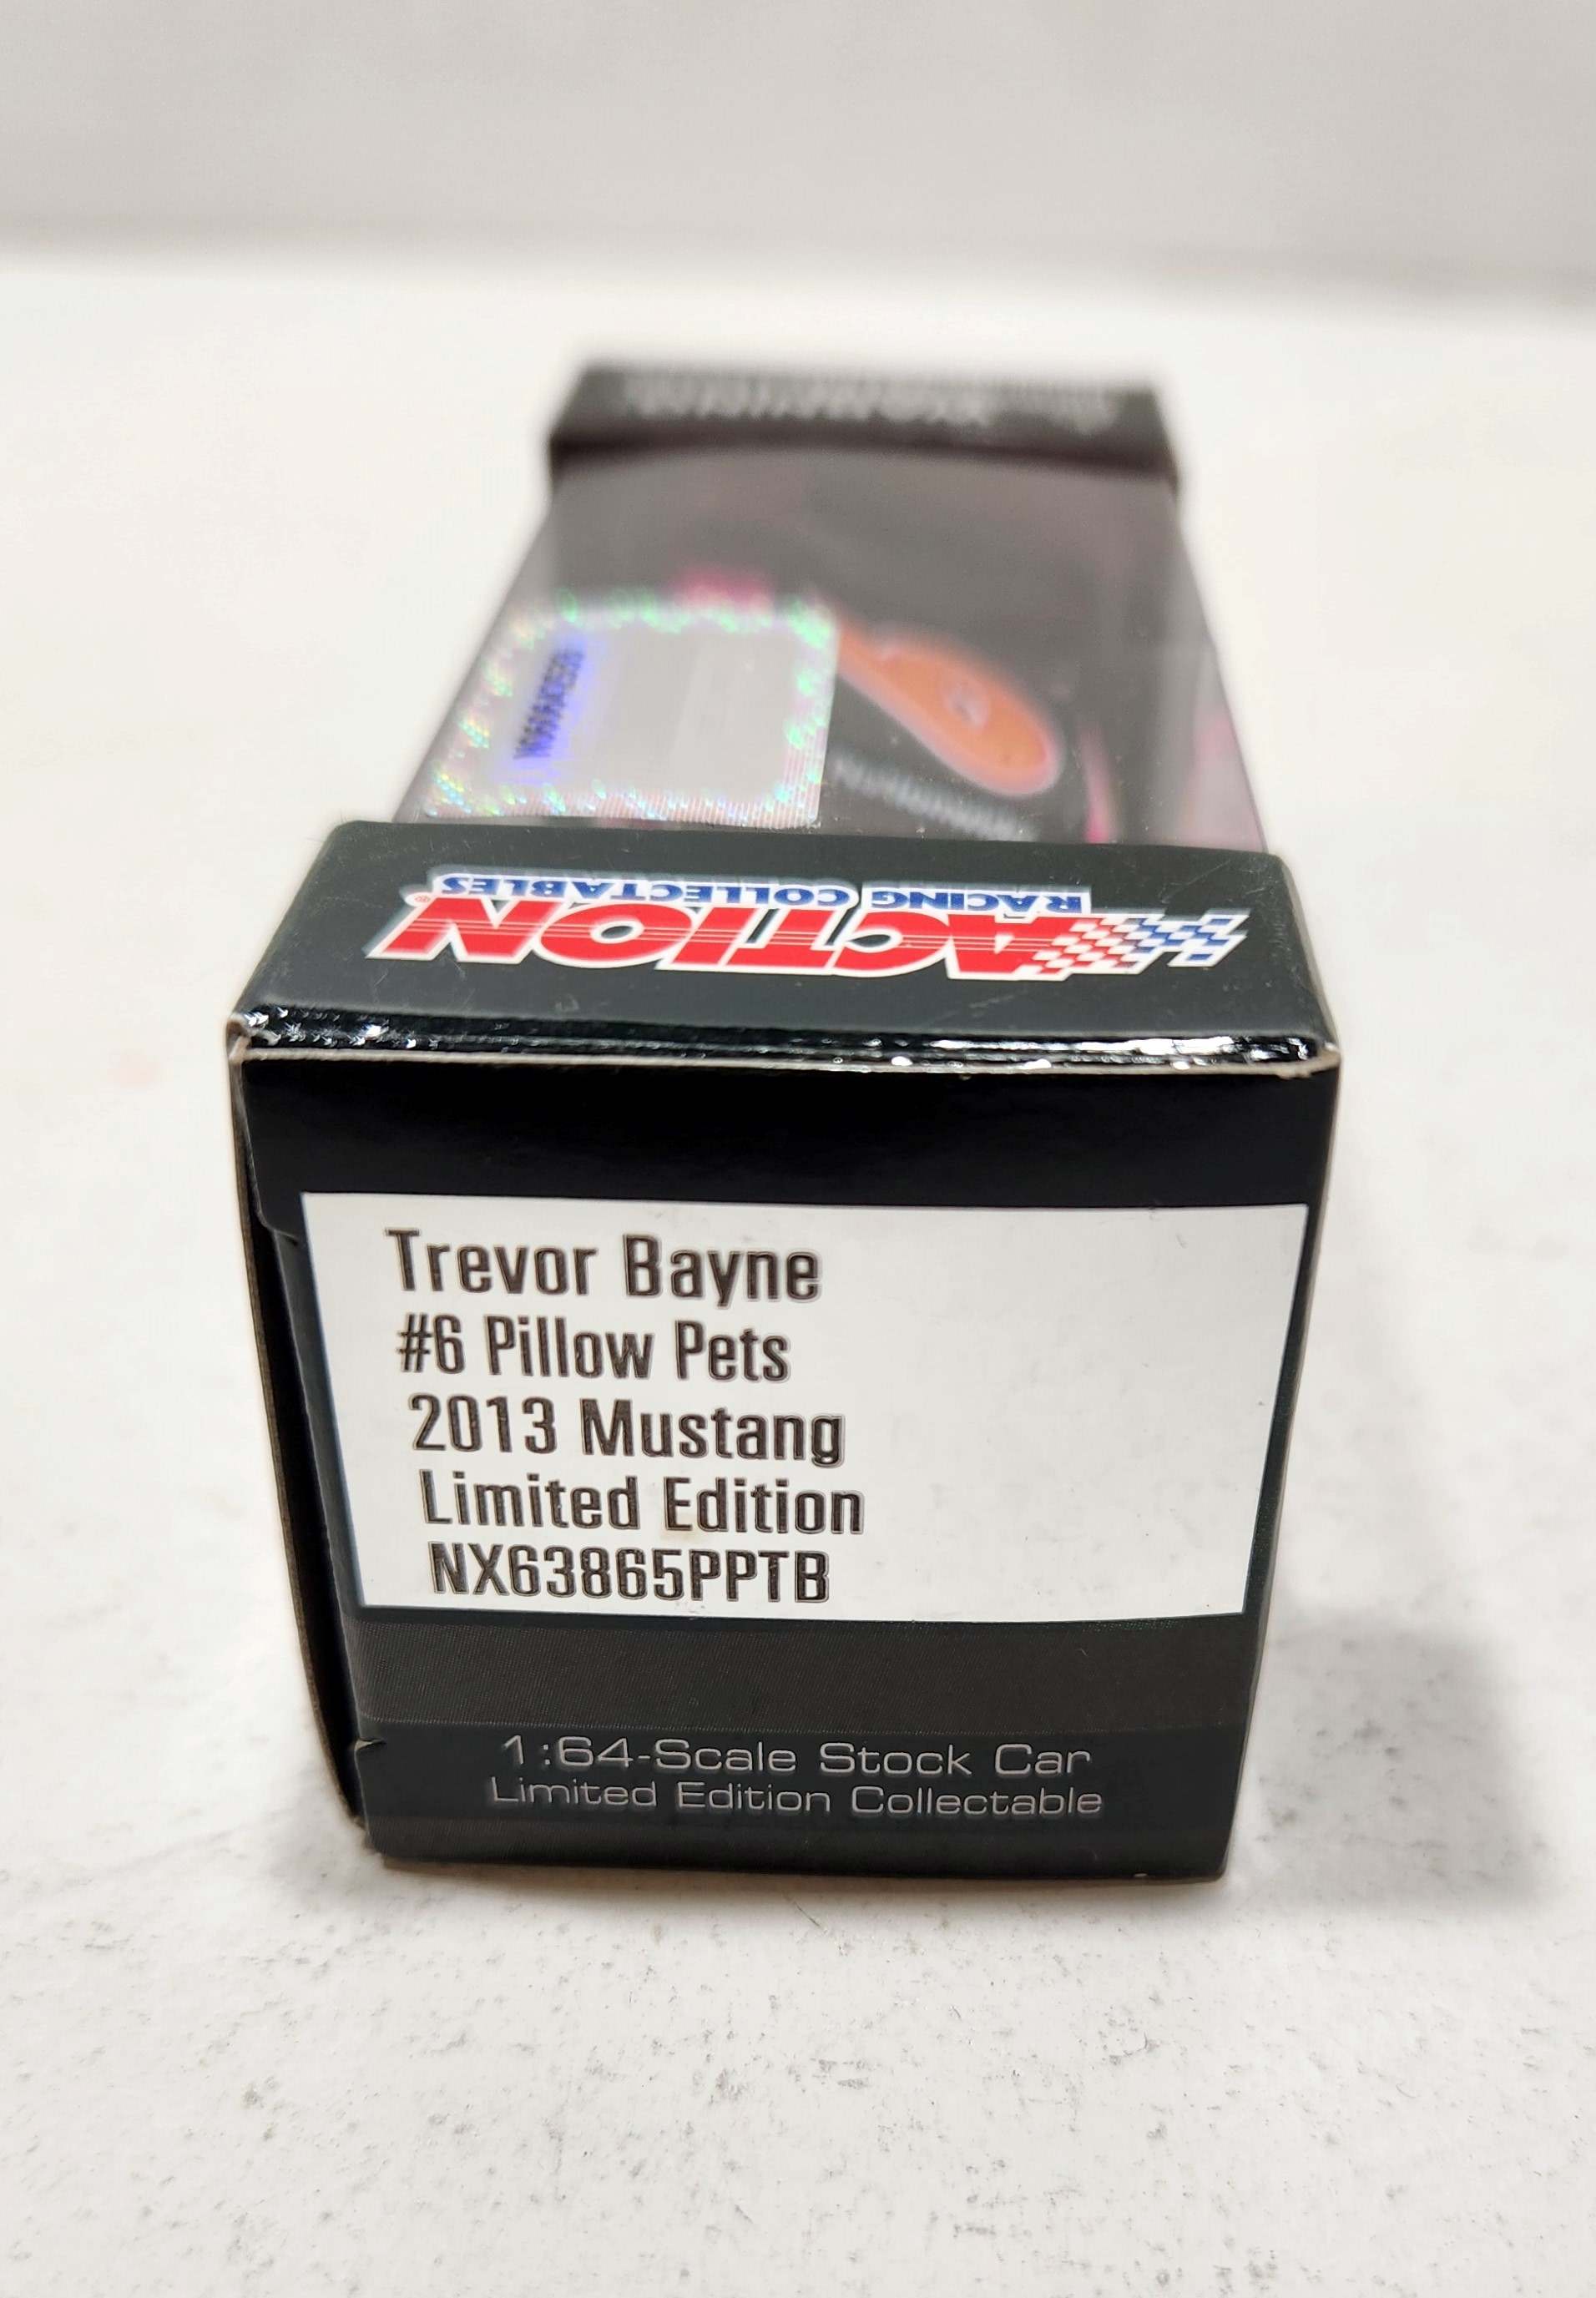 ACTION®
RACING COLLECTABLES
Trevor Bayne
#6 Pillow Pets
2013 Mustang
Limited Edition
NX63865PPTB
1:64-Scale Stock Car
Limited Edition Collectable